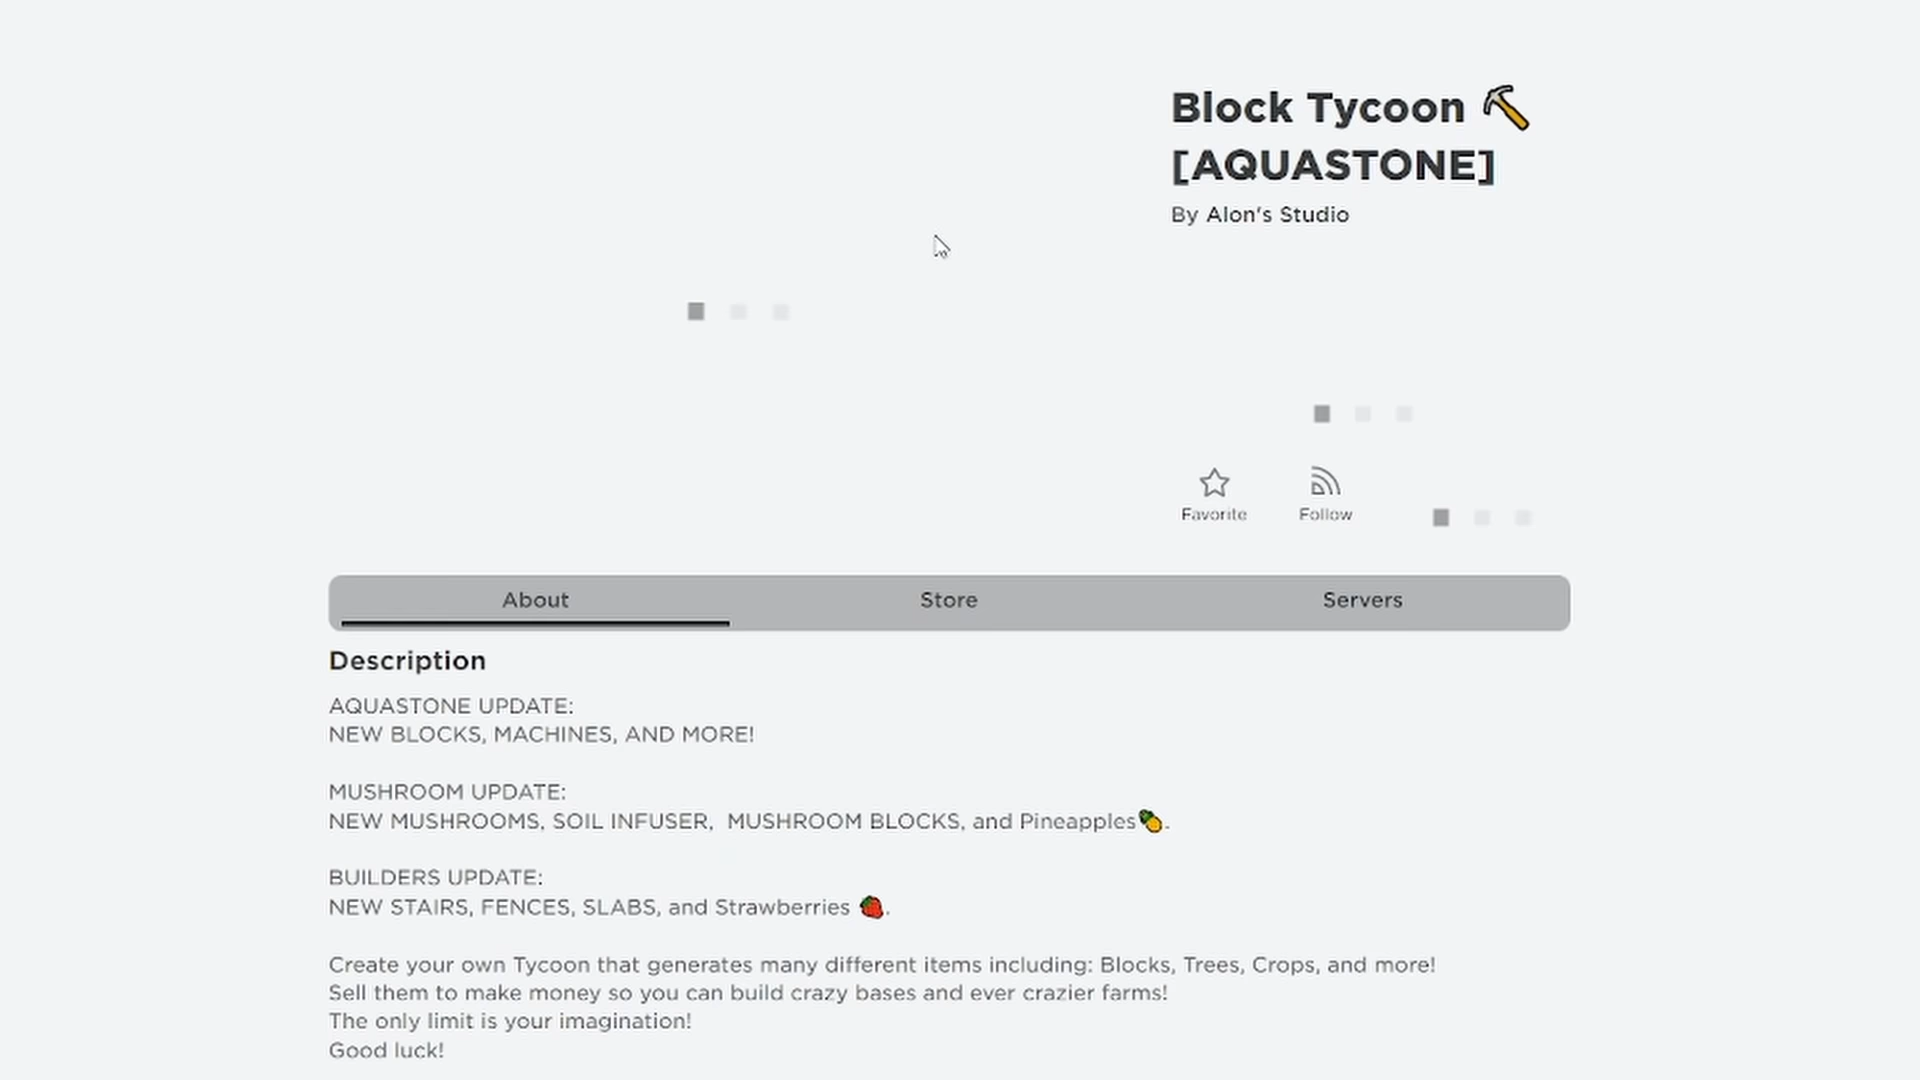 Block Tycoon 🔨
[AQUASTONE]
By Alon's Studio
Favorite
Follow
About
Store
Servers
Description
AQUASTONE UPDATE:
NEW BLOCKS, MACHINES, AND MORE!
MUSHROOM UPDATE:
NEW MUSHROOMS, SOIL INFUSER,  MUSHROOM BLOCKS, and Pineapples🍍.
BUILDERS UPDATE:
NEW STAIRS, FENCES, SLABS, and Strawberries 🍓.
Create your own Tycoon that generates many different items including: Blocks, Trees, Crops, and more!
Sell them to make money so you can build crazy bases and ever crazier farms!
The only limit is your imagination!
Good luck!